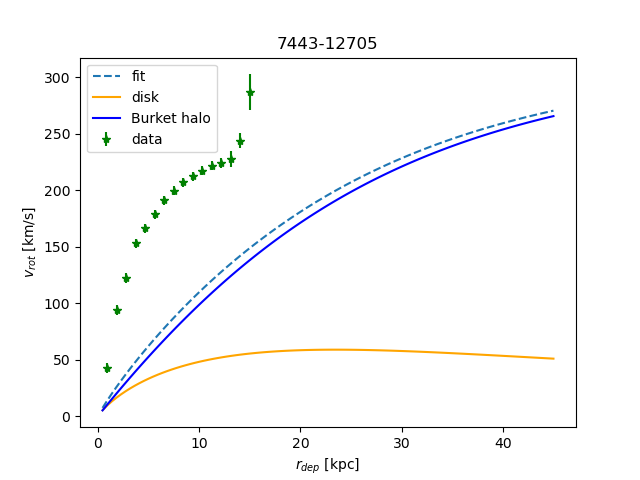 7443-12705
fit
disk
Burket halo
data
300
250
200
150
100
50
0
v_rot [km/s]
0 10 20 30 40
r_dep [kpc]